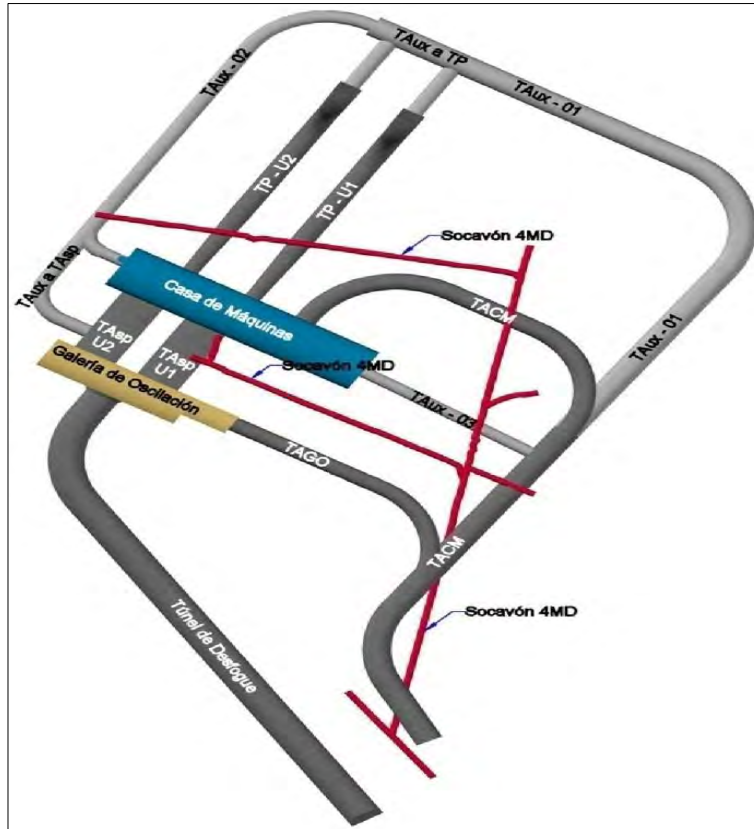 TAux a TP
TAux - 02
TAux - 01
TP - U2
TP - U1
Socavón 4MD
TAux a TAsp
Casa de Máquinas
TACM
TAux - 01
TAsp
U2
TAsp
U1
Socavón 4MD
Galería de Oscilación
TAux - 03
TAGO
TACM
Socavón 4MD
Túnel de Desfogue